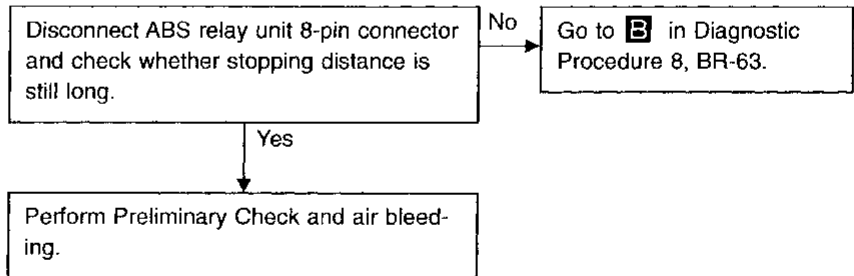 Disconnect ABS relay unit 8-pin connector
and check whether stopping distance is
still long.
No
Go to B in Diagnostic
Procedure 8, BR-63.
Yes
Perform Preliminary Check and air bleed-
ing.